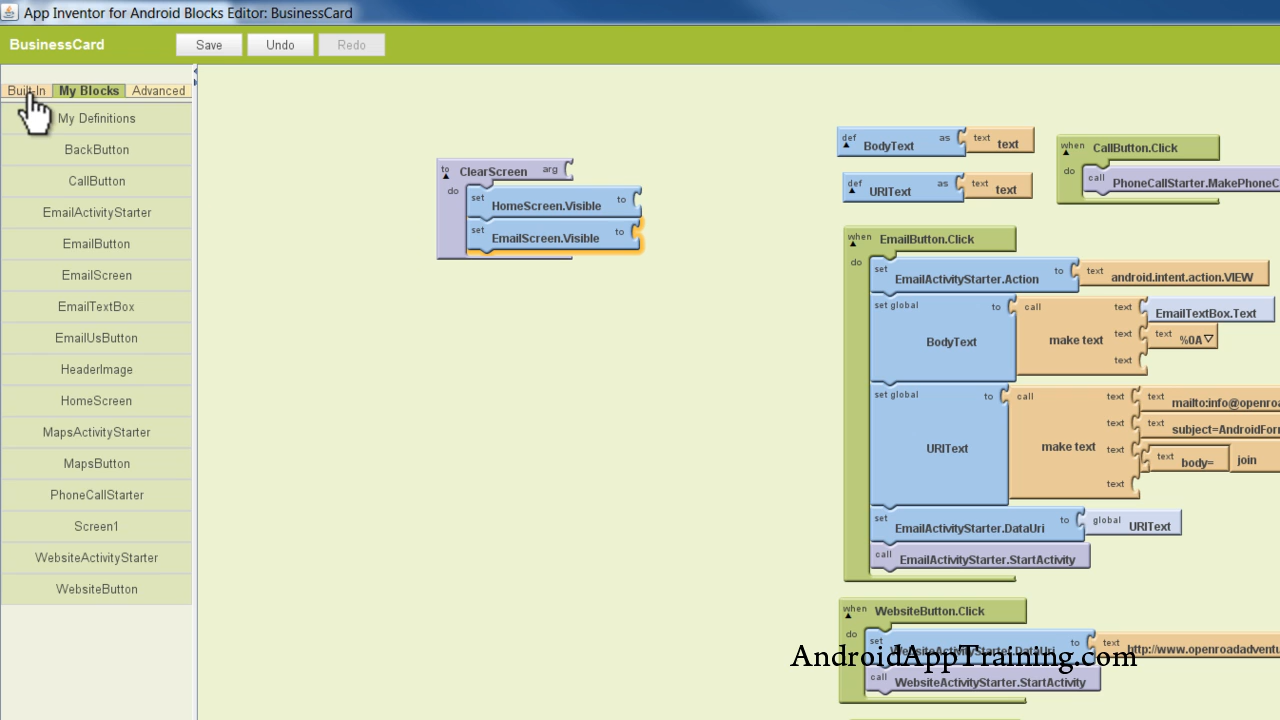 App Inventor for Android Blocks Editor: BusinessCard
BusinessCard Save Undo Redo
Built-In My Blocks Advanced
My Definitions
BackButton
CallButton
EmailActivityStarter
EmailButton
EmailScreen
EmailTextBox
EmailUsButton
HeaderImage
HomeScreen
MapsActivityStarter
MapsButton
PhoneCallStarter
Screen1
WebsiteActivityStarter
WebsiteButton
to ClearScreen arg
do set HomeScreen.Visible to
set EmailScreen.Visible to
def BodyText as text text
def URIText as text text
when CallButton.Click
do call PhoneCallStarter.MakePhoneC
when EmailButton.Click
do set EmailActivityStarter.Action to text android.intent.action.VIEW
set global BodyText to call make text text EmailTextBox.Text
text text %0A
text
set global URIText to call make text text text mailto:info@openroa
text text subject=AndroidForm
text text body= join
text
set EmailActivityStarter.DataUri to global URIText
call EmailActivityStarter.StartActivity
when WebsiteButton.Click
do set WebsiteActivityStarter.DataUri to text http://www.openroadadventu
call WebsiteActivityStarter.StartActivity
AndroidAppTraining.com